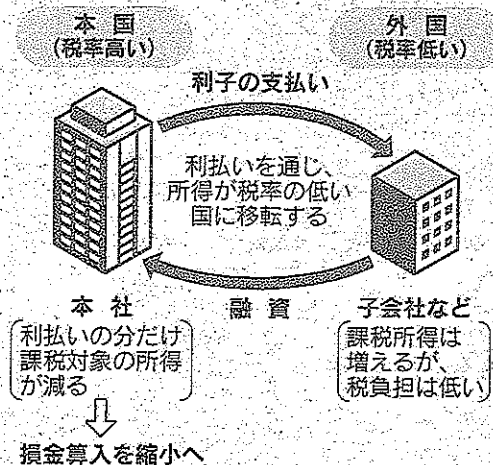 本国
(税率高い)
外国
(税率低い)
利子の支払い
利払いを通じ、
所得が税率の低い
国に移転する
融資
本社
利払いの分だけ
課税対象の所得
が減る
子会社など
課税所得は
増えるが、
税負担は低い
損金算入を縮小へ